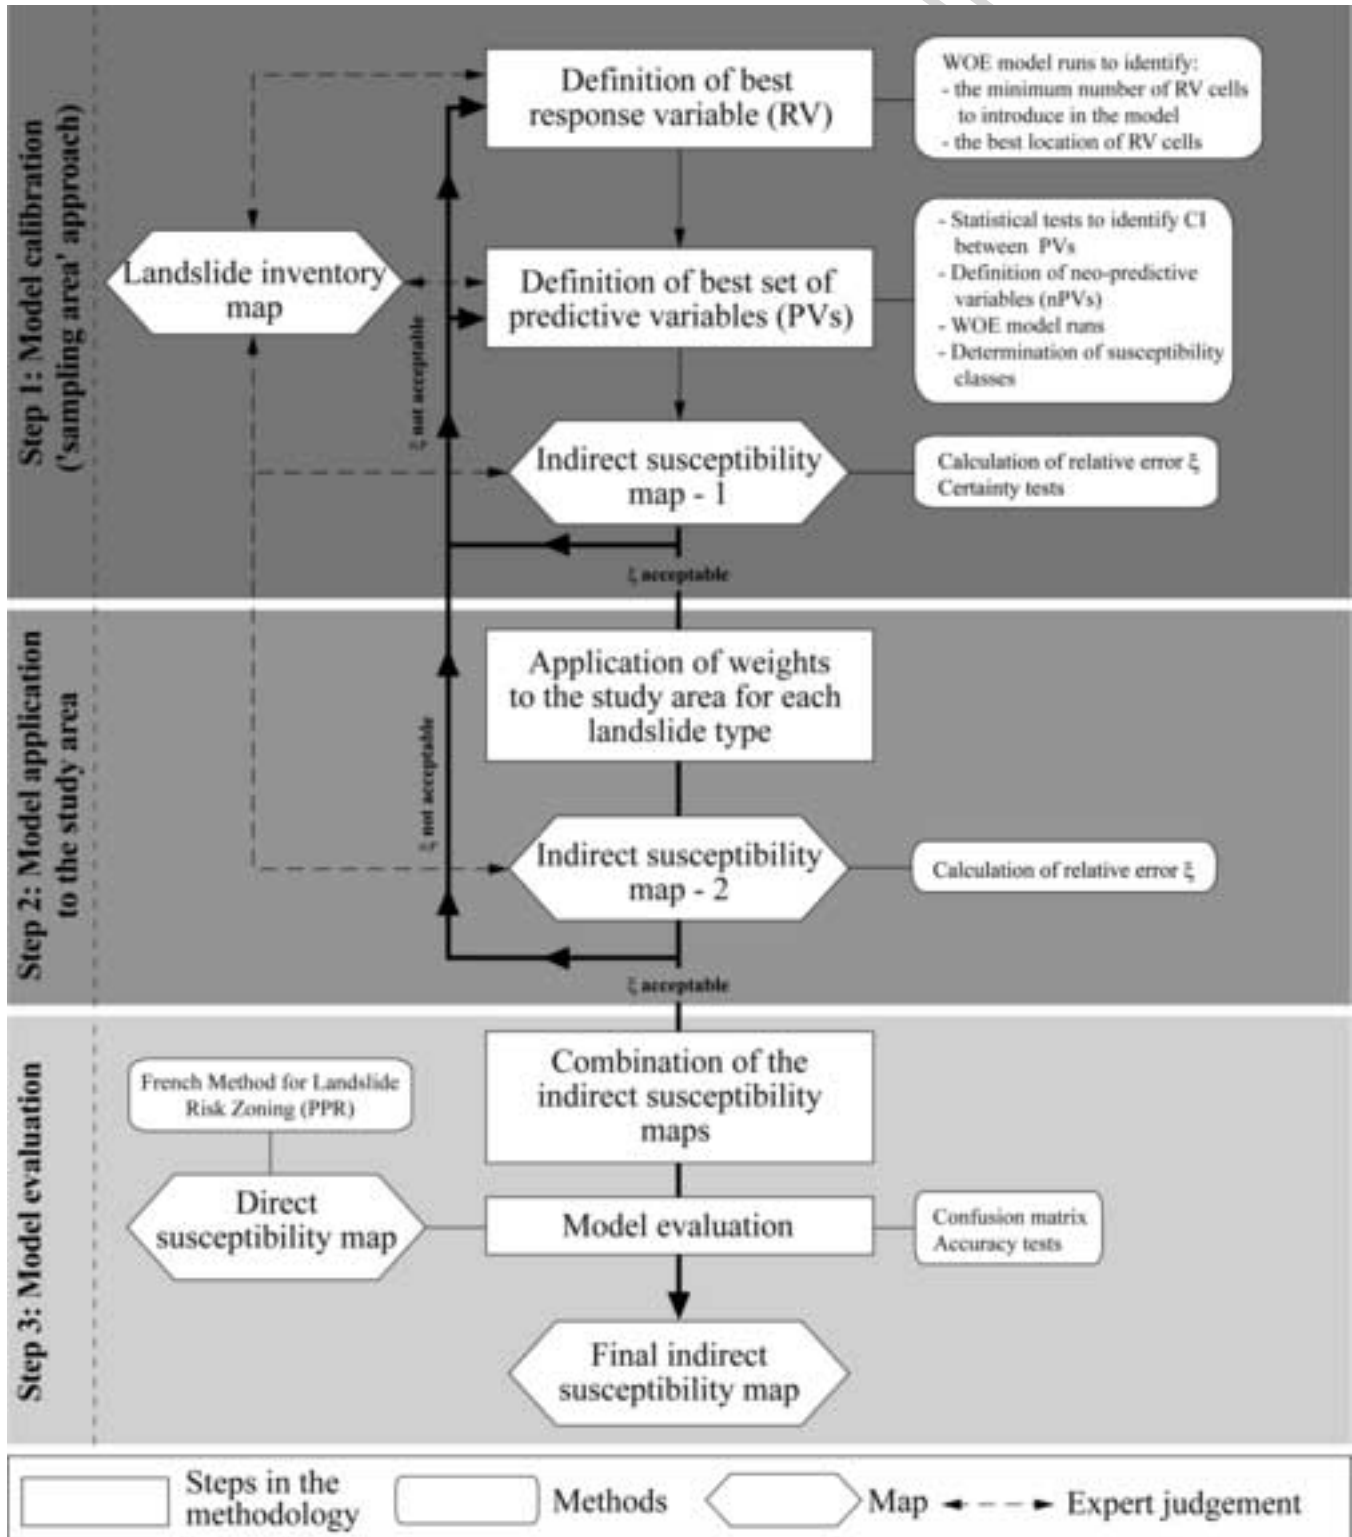 Step 1: Model calibration
('sampling area' approach)
Definition of best
response variable (RV)
WOE model runs to identify:
- the minimum number of RV cells
to introduce in the model
- the best location of RV cells
Landslide inventory
map
Definition of best set of
predictive variables (PVs)
- Statistical tests to identify CI
between PVs
- Definition of neo-predictive
variables (nPVs)
- WOE model runs
- Determination of susceptibility
classes
ξ not acceptable
Indirect susceptibility
map - 1
Calculation of relative error ξ
Certainty tests
ξ acceptable
Step 2: Model application
to the study area
Application of weights
to the study area for each
landslide type
ξ not acceptable
Indirect susceptibility
map - 2
Calculation of relative error ξ
ξ acceptable
Step 3: Model evaluation
Combination of the
indirect susceptibility
maps
French Method for Landslide
Risk Zoning (PPR)
Direct
susceptibility map
Model evaluation
Confusion matrix
Accuracy tests
Final indirect
susceptibility map
Steps in the
methodology
Methods
Map
Expert judgement